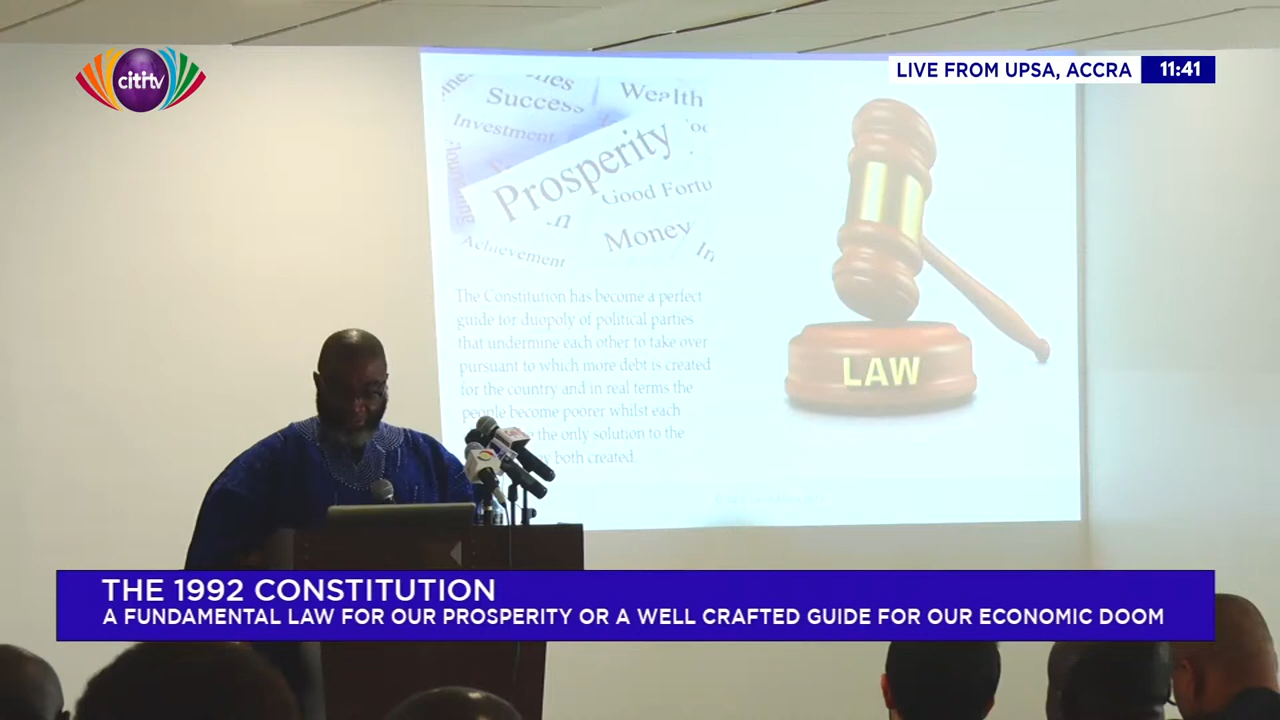 citi tv
LIVE FROM UPSA, ACCRA
11:41
Success
Wealth
Investment
Prosperity
Good Fortu
Money
Achievement
The Constitution has become a perfect
guide for duopoly of political parties
that undermine each other to take over
pursuant to which more debt is created
for the country and in real terms the
people become poorer whilst each
the only solution to the
both created.
LAW
THE 1992 CONSTITUTION
A FUNDAMENTAL LAW FOR OUR PROSPERITY OR A WELL CRAFTED GUIDE FOR OUR ECONOMIC DOOM